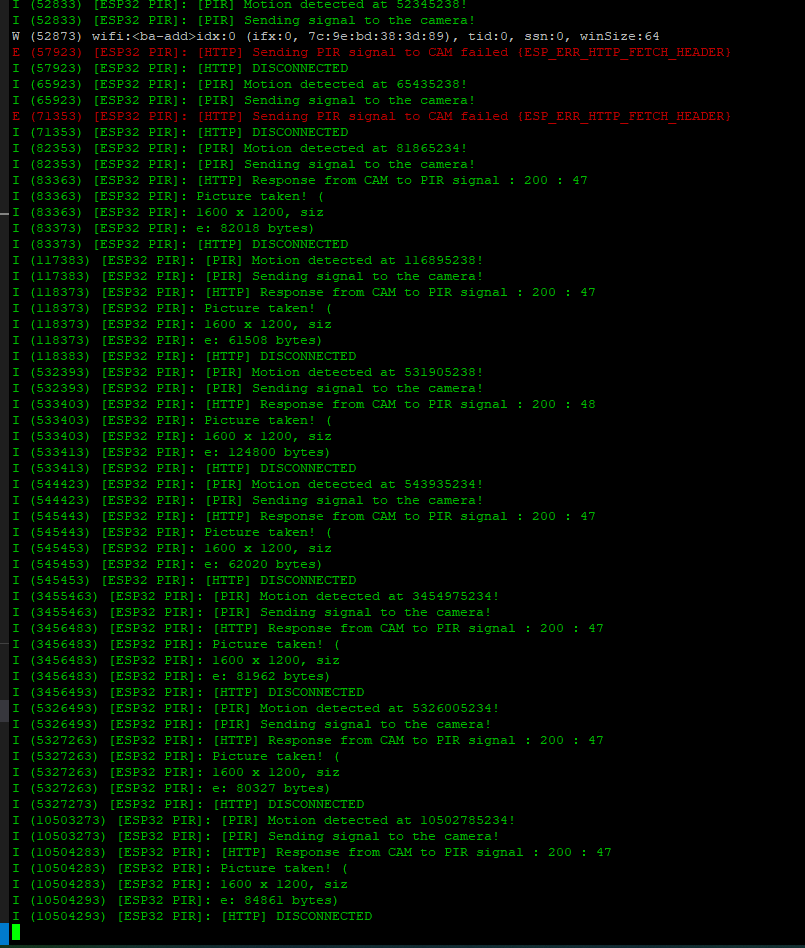 I (52833) [ESP32 PIR]: [PIR] Motion detected at 52345238!
I (52833) [ESP32 PIR]: [PIR] Sending signal to the camera!
W (52873) wifi:<ba-add>idx:0 (ifx:0, 7c:9e:bd:38:3d:89), tid:0, ssn:0, winSize:64
E (57923) [ESP32 PIR]: [HTTP] Sending PIR signal to CAM failed {ESP_ERR_HTTP_FETCH_HEADER}
I (57923) [ESP32 PIR]: [HTTP] DISCONNECTED
I (65923) [ESP32 PIR]: [PIR] Motion detected at 65435238!
I (65923) [ESP32 PIR]: [PIR] Sending signal to the camera!
E (71353) [ESP32 PIR]: [HTTP] Sending PIR signal to CAM failed {ESP_ERR_HTTP_FETCH_HEADER}
I (71353) [ESP32 PIR]: [HTTP] DISCONNECTED
I (82353) [ESP32 PIR]: [PIR] Motion detected at 81865234!
I (82353) [ESP32 PIR]: [PIR] Sending signal to the camera!
I (83363) [ESP32 PIR]: [HTTP] Response from CAM to PIR signal : 200 : 47
I (83363) [ESP32 PIR]: Picture taken! (
I (83363) [ESP32 PIR]: 1600 x 1200, siz
I (83373) [ESP32 PIR]: e: 82018 bytes)
I (83373) [ESP32 PIR]: [HTTP] DISCONNECTED
I (117383) [ESP32 PIR]: [PIR] Motion detected at 116895238!
I (117383) [ESP32 PIR]: [PIR] Sending signal to the camera!
I (118373) [ESP32 PIR]: [HTTP] Response from CAM to PIR signal : 200 : 47
I (118373) [ESP32 PIR]: Picture taken! (
I (118373) [ESP32 PIR]: 1600 x 1200, siz
I (118373) [ESP32 PIR]: e: 61508 bytes)
I (118383) [ESP32 PIR]: [HTTP] DISCONNECTED
I (532393) [ESP32 PIR]: [PIR] Motion detected at 531905238!
I (532393) [ESP32 PIR]: [PIR] Sending signal to the camera!
I (533403) [ESP32 PIR]: [HTTP] Response from CAM to PIR signal : 200 : 48
I (533403) [ESP32 PIR]: Picture taken! (
I (533403) [ESP32 PIR]: 1600 x 1200, siz
I (533413) [ESP32 PIR]: e: 124800 bytes)
I (533413) [ESP32 PIR]: [HTTP] DISCONNECTED
I (544423) [ESP32 PIR]: [PIR] Motion detected at 543935234!
I (544423) [ESP32 PIR]: [PIR] Sending signal to the camera!
I (545443) [ESP32 PIR]: [HTTP] Response from CAM to PIR signal : 200 : 47
I (545443) [ESP32 PIR]: Picture taken! (
I (545453) [ESP32 PIR]: 1600 x 1200, siz
I (545453) [ESP32 PIR]: e: 62020 bytes)
I (545453) [ESP32 PIR]: [HTTP] DISCONNECTED
I (3455463) [ESP32 PIR]: [PIR] Motion detected at 3454975234!
I (3455463) [ESP32 PIR]: [PIR] Sending signal to the camera!
I (3456483) [ESP32 PIR]: [HTTP] Response from CAM to PIR signal : 200 : 47
I (3456483) [ESP32 PIR]: Picture taken! (
I (3456483) [ESP32 PIR]: 1600 x 1200, siz
I (3456483) [ESP32 PIR]: e: 81962 bytes)
I (3456493) [ESP32 PIR]: [HTTP] DISCONNECTED
I (5326493) [ESP32 PIR]: [PIR] Motion detected at 5326005234!
I (5326493) [ESP32 PIR]: [PIR] Sending signal to the camera!
I (5327263) [ESP32 PIR]: [HTTP] Response from CAM to PIR signal : 200 : 47
I (5327263) [ESP32 PIR]: Picture taken! (
I (5327263) [ESP32 PIR]: 1600 x 1200, siz
I (5327263) [ESP32 PIR]: e: 80327 bytes)
I (5327273) [ESP32 PIR]: [HTTP] DISCONNECTED
I (10503273) [ESP32 PIR]: [PIR] Motion detected at 10502785234!
I (10503273) [ESP32 PIR]: [PIR] Sending signal to the camera!
I (10504283) [ESP32 PIR]: [HTTP] Response from CAM to PIR signal : 200 : 47
I (10504283) [ESP32 PIR]: Picture taken! (
I (10504283) [ESP32 PIR]: 1600 x 1200, siz
I (10504293) [ESP32 PIR]: e: 84861 bytes)
I (10504293) [ESP32 PIR]: [HTTP] DISCONNECTED